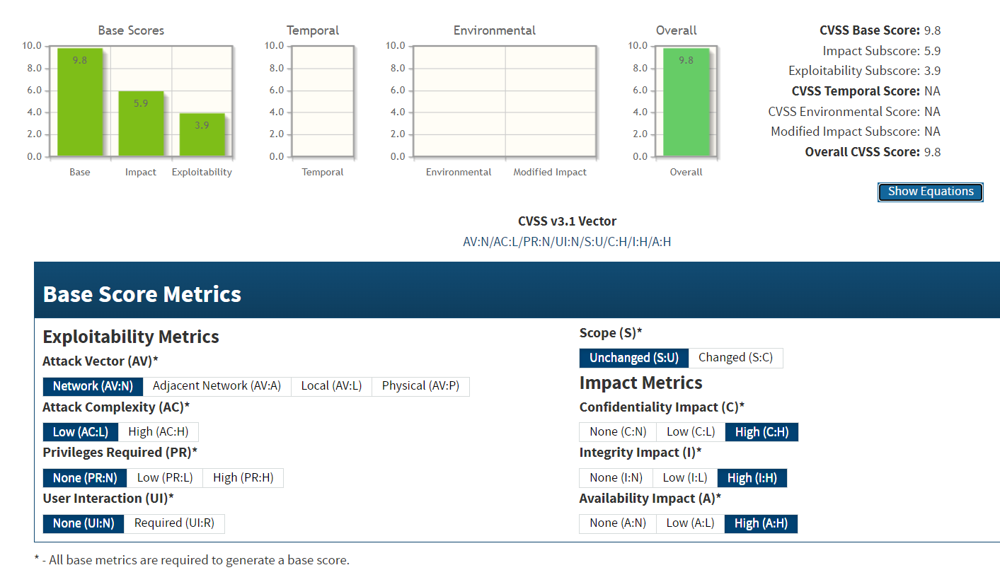 Base Scores
10.0
8.0
6.0
4.0
2.0
0.0
9.8
5.9
3.9
Base Impact Exploitability
Temporal
10.0
8.0
6.0
4.0
2.0
0.0
Temporal
Environmental
10.0
8.0
6.0
4.0
2.0
0.0
Environmental Modified Impact
Overall
10.0
8.0
6.0
4.0
2.0
0.0
9.8
Overall
CVSS Base Score: 9.8
Impact Subscore: 5.9
Exploitability Subscore: 3.9
CVSS Temporal Score: NA
CVSS Environmental Score: NA
Modified Impact Subscore: NA
Overall CVSS Score: 9.8
Show Equations
CVSS v3.1 Vector
AV:N/AC:L/PR:N/UI:N/S:U/C:H/I:H/A:H
Base Score Metrics
Exploitability Metrics
Attack Vector (AV)*
Network (AV:N) Adjacent Network (AV:A) Local (AV:L) Physical (AV:P)
Attack Complexity (AC)*
Low (AC:L) High (AC:H)
Privileges Required (PR)*
None (PR:N) Low (PR:L) High (PR:H)
User Interaction (UI)*
None (UI:N) Required (UI:R)
Scope (S)*
Unchanged (S:U) Changed (S:C)
Impact Metrics
Confidentiality Impact (C)*
None (C:N) Low (C:L) High (C:H)
Integrity Impact (I)*
None (I:N) Low (I:L) High (I:H)
Availability Impact (A)*
None (A:N) Low (A:L) High (A:H)
* - All base metrics are required to generate a base score.